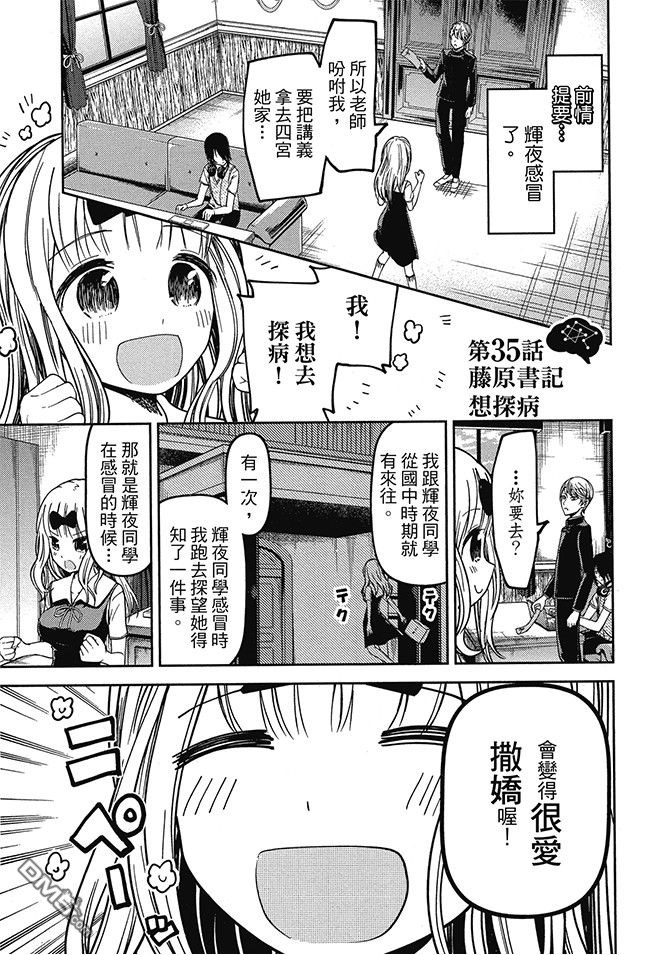 前情
提要…
輝夜感冒
了。
所以老師
吩咐我，
要把講義
拿去四宮
她家…
我！
我想去
探病！
第35話
藤原書記
想探病
…妳要去？
我跟輝夜同學
從國中時期就
有來往。
テク
テク
有一次，
輝夜同學感冒時
我跑去探望她得
知了一件事。
那就是輝夜同學
在感冒的時候…
會變得很愛
撒嬌喔！
ニパー